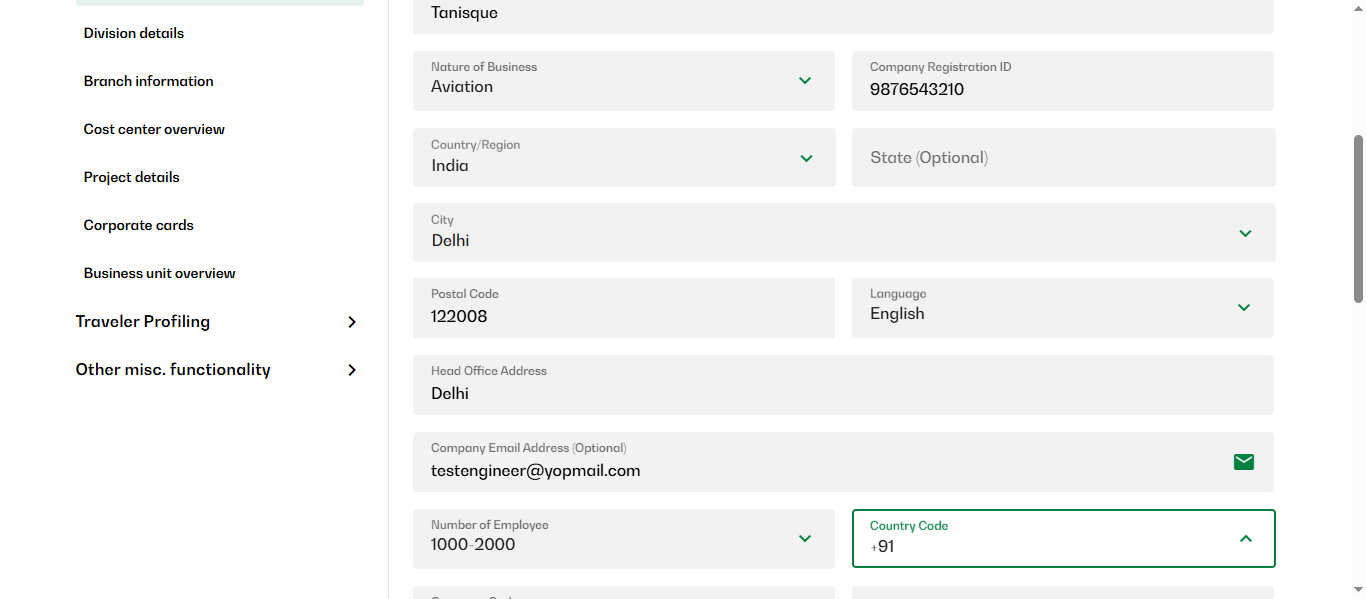 Division details
Branch information
Cost center overview
Project details
Corporate cards
Business unit overview
Traveler Profiling
Other misc. functionality
Tanisque
Nature of Business
Aviation
Company Registration ID
9876543210
Country/Region
India
State (Optional)
City
Delhi
Postal Code
122008
Language
English
Head Office Address
Delhi
Company Email Address (Optional)
testengineer@yopmail.com
Number of Employee
1000-2000
Country Code
+91